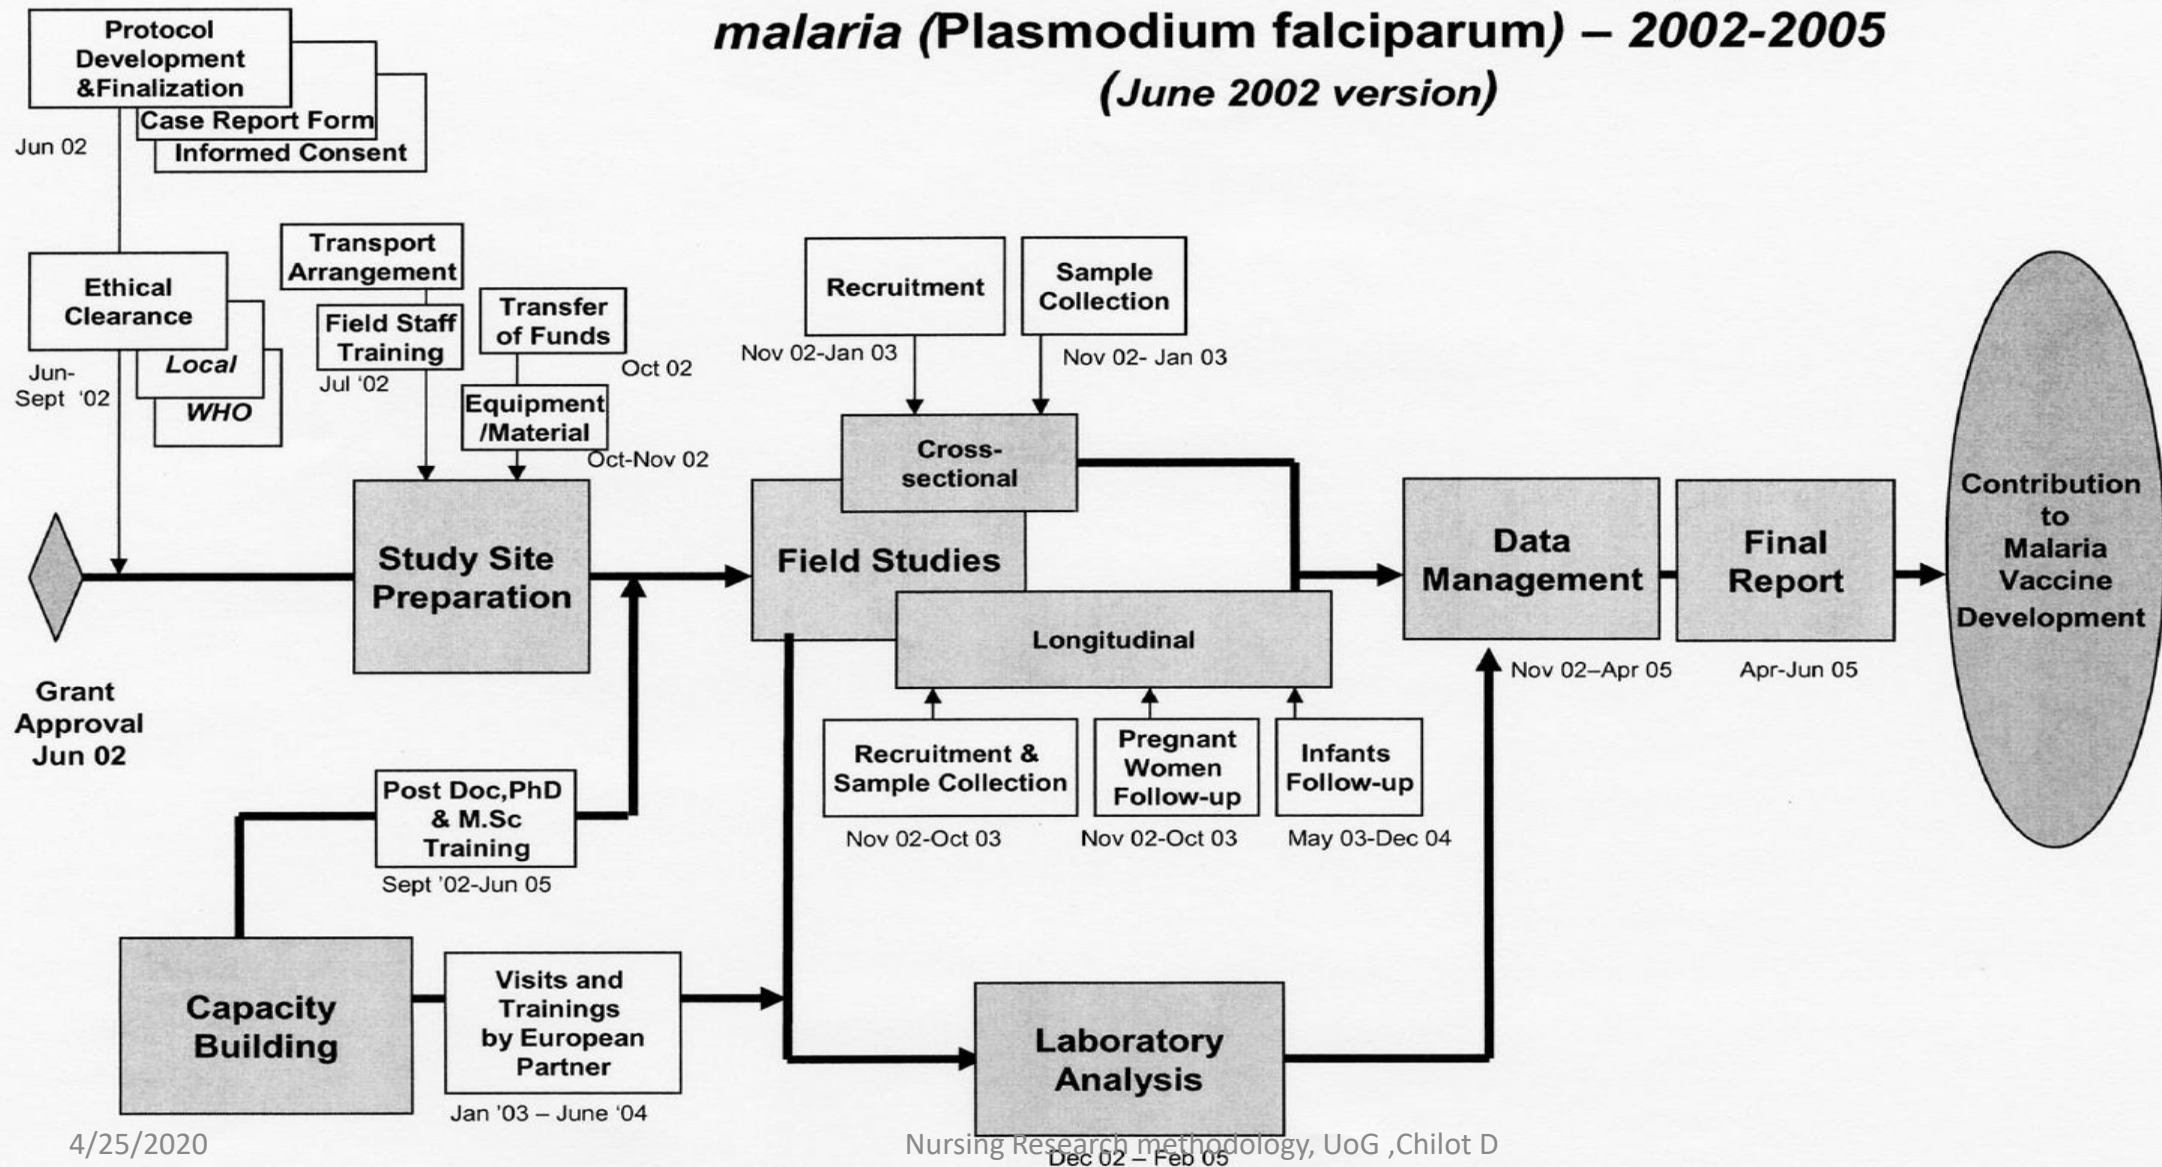 malaria (Plasmodium falciparum) – 2002-2005
(June 2002 version)
Protocol
Development
&Finalization
Case Report Form
Informed Consent
Jun 02
Ethical
Clearance
Local
WHO
Jun-
Sept '02
Transport
Arrangement
Field Staff
Training
Jul '02
Transfer
of Funds
Oct 02
Equipment
/Material
Oct-Nov 02
Recruitment
Nov 02-Jan 03
Sample
Collection
Nov 02- Jan 03
Cross-
sectional
Grant
Approval
Jun 02
Study Site
Preparation
Field Studies
Longitudinal
Data
Management
Nov 02–Apr 05
Final
Report
Apr-Jun 05
Contribution
to
Malaria
Vaccine
Development
Recruitment &
Sample Collection
Nov 02-Oct 03
Pregnant
Women
Follow-up
Nov 02-Oct 03
Infants
Follow-up
May 03-Dec 04
Post Doc,PhD
& M.Sc
Training
Sept '02-Jun 05
Capacity
Building
Visits and
Trainings
by European
Partner
Jan '03 – June '04
Laboratory
Analysis
Dec 02 – Feb 05
4/25/2020
Nursing Research methodology, UoG ,Chilot D